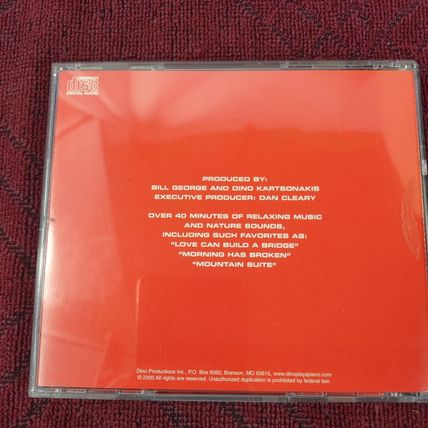 COMPACT
disc
DIGITAL AUDIO
PRODUCED BY:
BILL GEORGE AND DINO KARTSONAKIS
EXECUTIVE PRODUCER: DAN CLEARY
OVER 40 MINUTES OF RELAXING MUSIC
AND NATURE SOUNDS,
INCLUDING SUCH FAVORITES AS:
"LOVE CAN BUILD A BRIDGE"
"MORNING HAS BROKEN"
"MOUNTAIN SUITE"
Dino Productions Inc., P.O. Box 6060, Branson, MO 65615, www.dinoplayspiano.com
© 2000 All rights are reserved. Unauthorized duplication is prohibited by federal law.